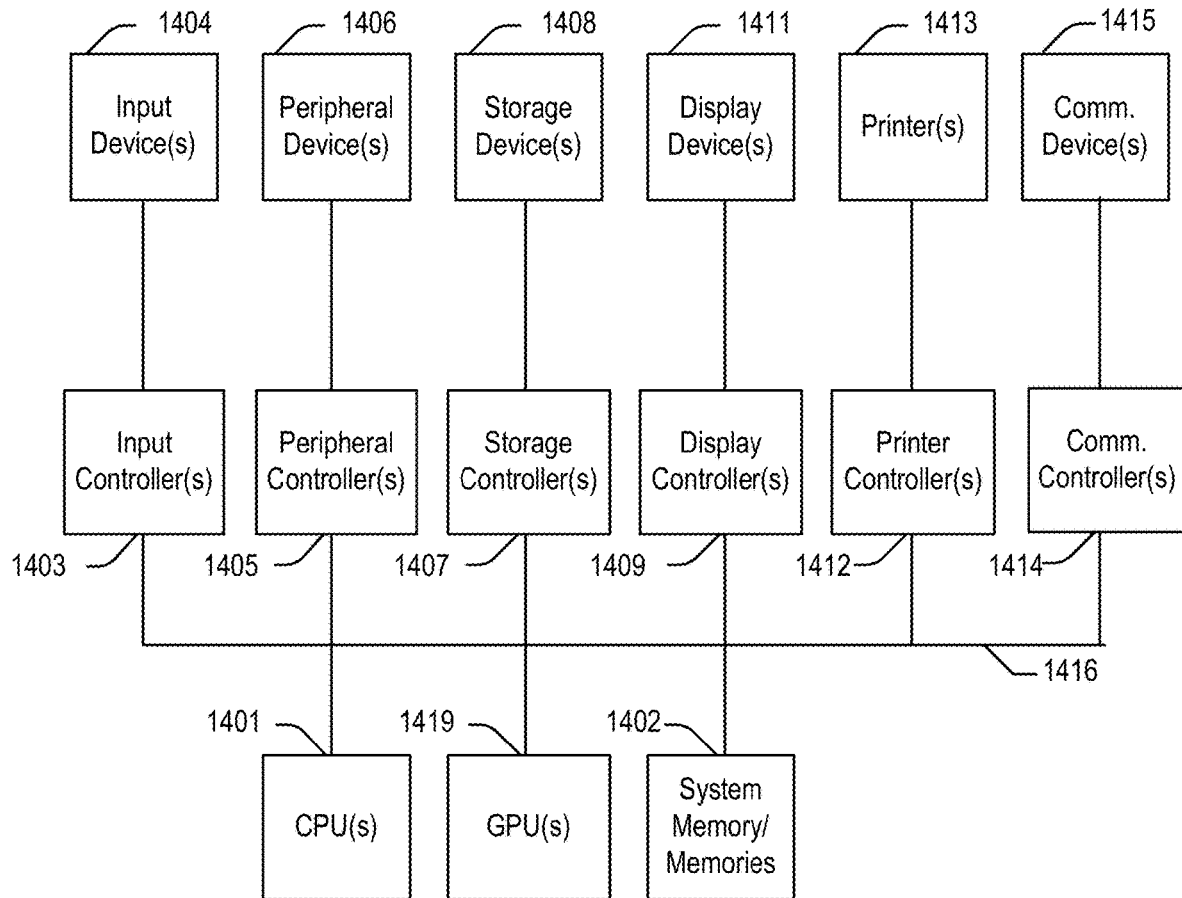 1404 1406 1408 1411 1413 1415
Input Device(s)
Peripheral Device(s)
Storage Device(s)
Display Device(s)
Printer(s)
Comm. Device(s)
Input Controller(s)
Peripheral Controller(s)
Storage Controller(s)
Display Controller(s)
Printer Controller(s)
Comm. Controller(s)
1403 1405 1407 1409 1412 1414
1416
1401 1419 1402
CPU(s)
GPU(s)
System Memory/ Memories